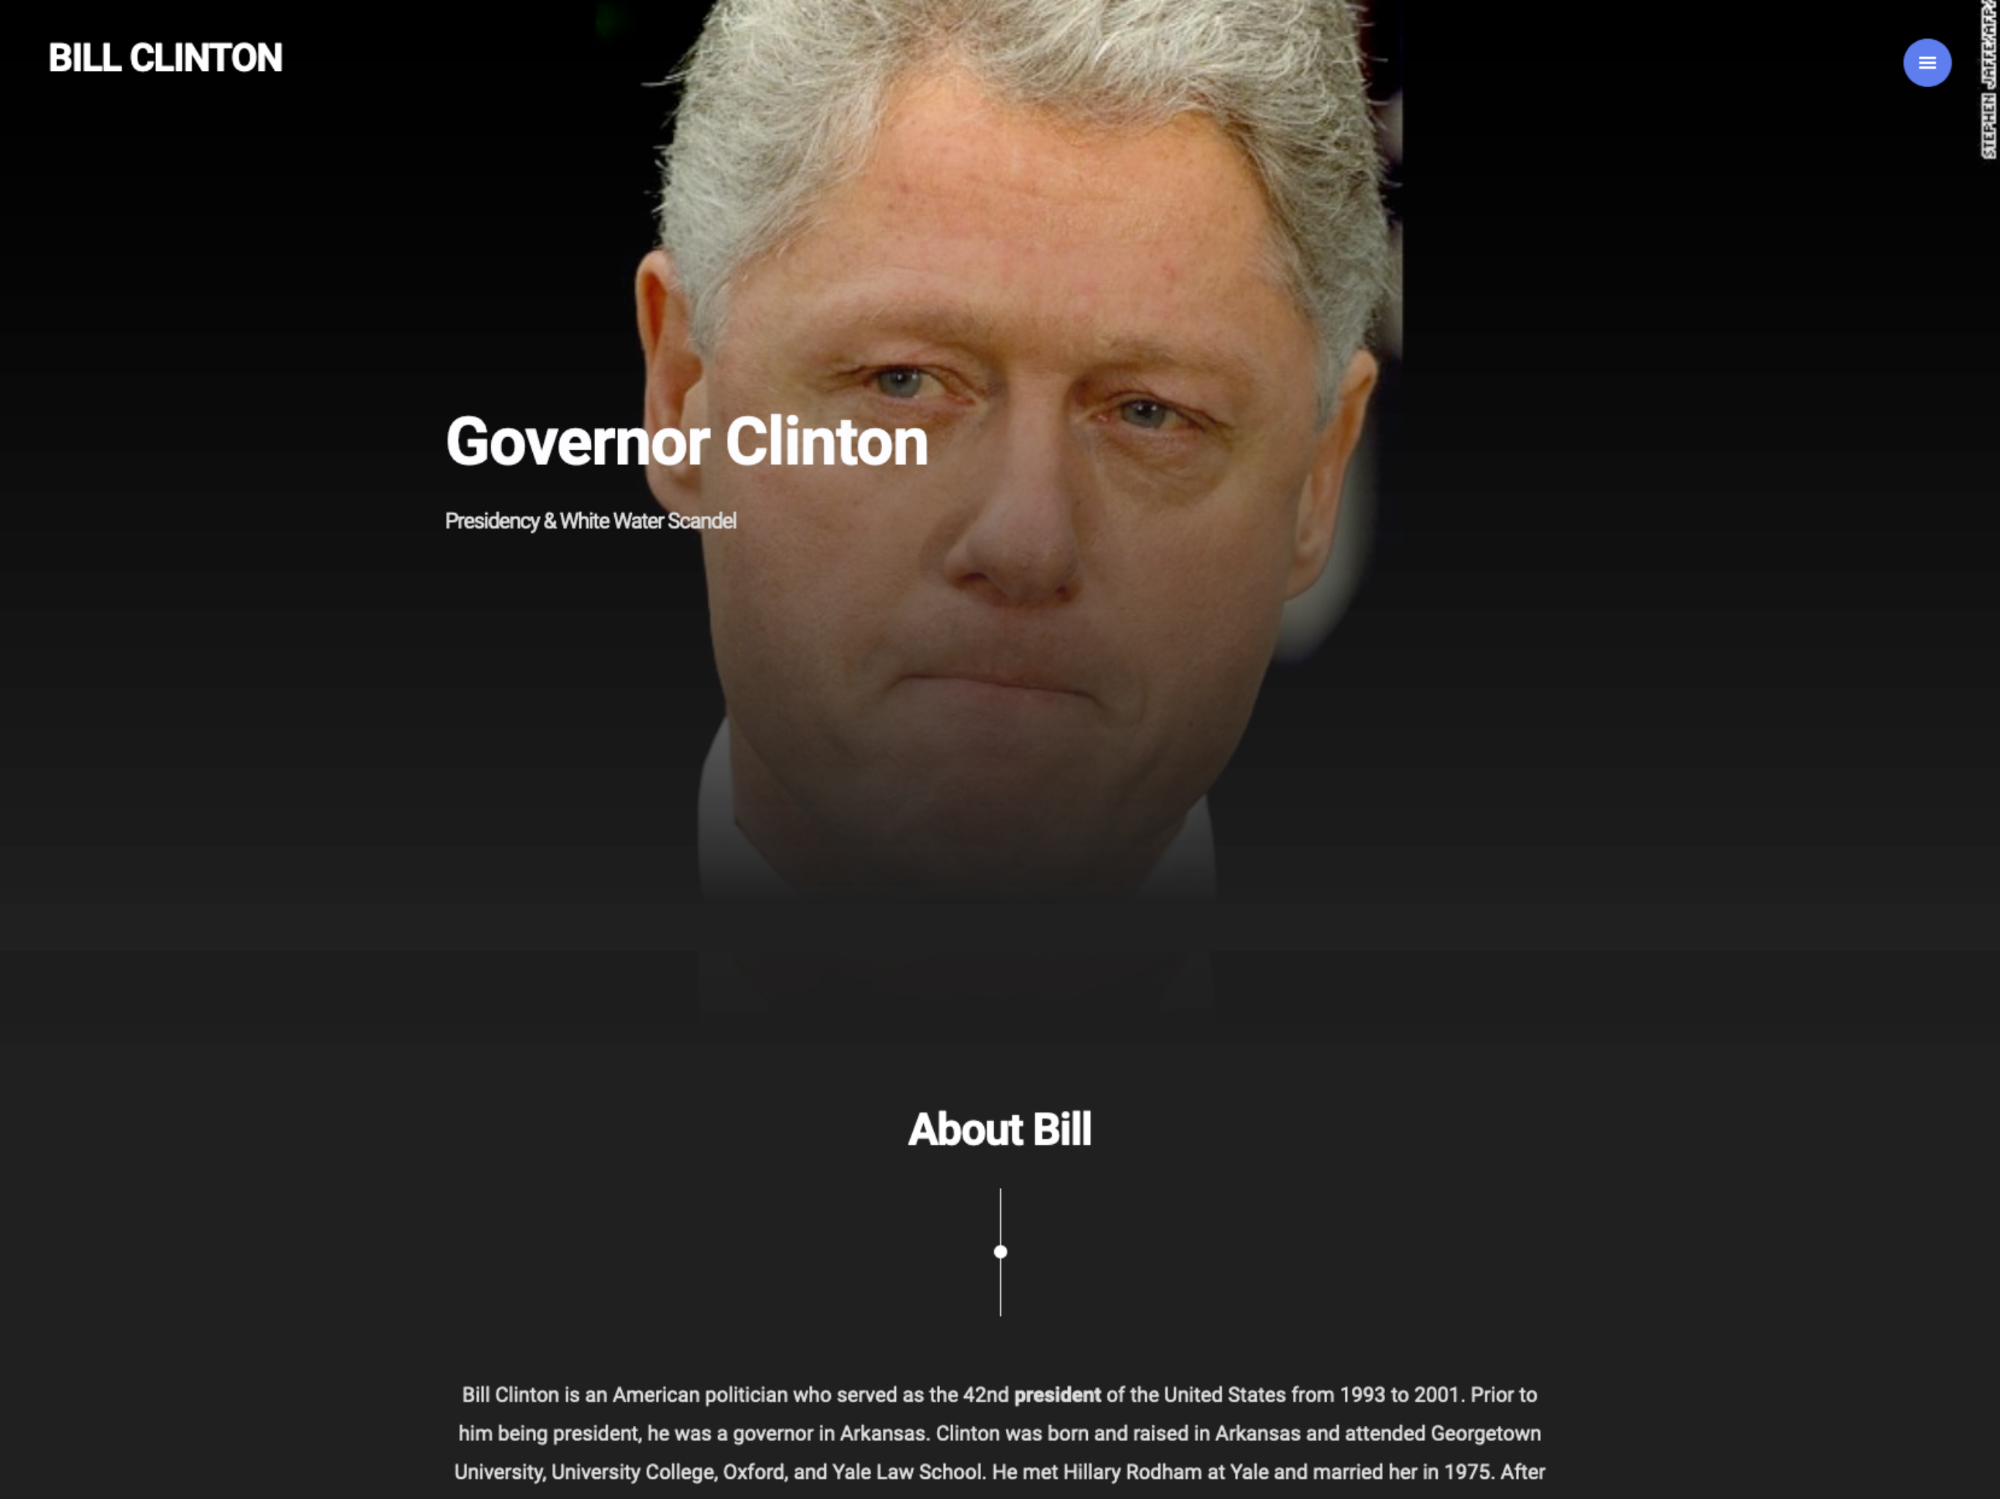 BILL CLINTON
STEPHEN JAFFE/AFP/
Governor Clinton
Presidency & White Water Scandel
About Bill
Bill Clinton is an American politician who served as the 42nd president of the United States from 1993 to 2001. Prior to
him being president, he was a governor in Arkansas. Clinton was born and raised in Arkansas and attended Georgetown
University, University College, Oxford, and Yale Law School. He met Hillary Rodham at Yale and married her in 1975. After